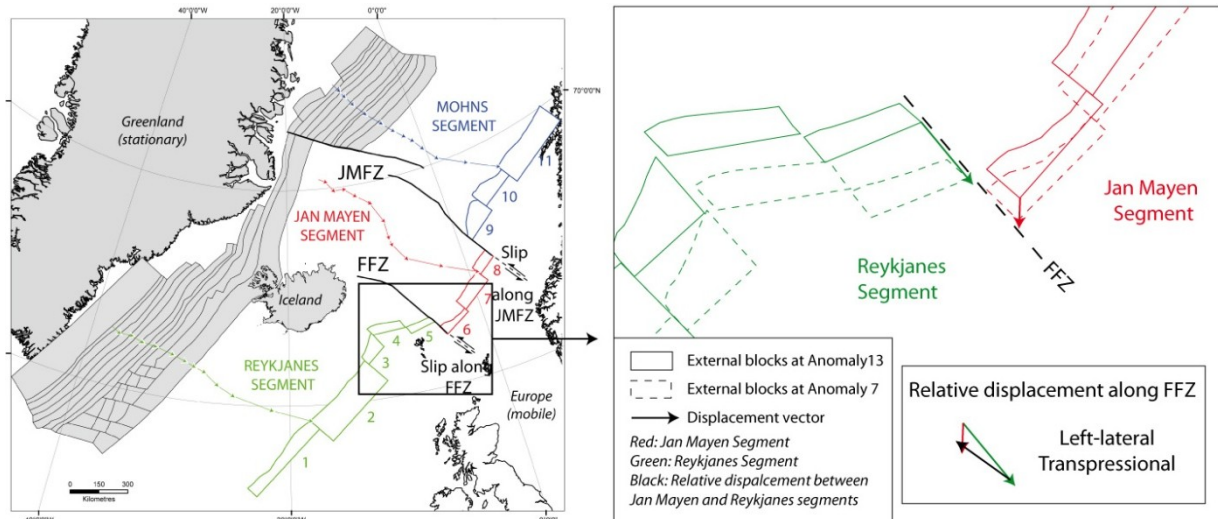 40°0'0"W
20°0'0"W
0°0'0"
70°0'0"N
Greenland
(stationary)
MOHNS
SEGMENT
11
10
9
JMFZ
JAN MAYEN
SEGMENT
Slip
along
JMFZ
8
7
6
FFZ
Iceland
4
5
3
Slip along
FFZ
REYKJANES
SEGMENT
2
1
Europe
(mobile)
0 150 300
Kilometres
Jan Mayen
Segment
Reykjanes
Segment
FFZ
External blocks at Anomaly13
External blocks at Anomaly 7
Displacement vector
Red: Jan Mayen Segment
Green: Reykjanes Segment
Black: Relative dispalcement between
Jan Mayen and Reykjanes segments
Relative displacement along FFZ
Left-lateral
Transpressional